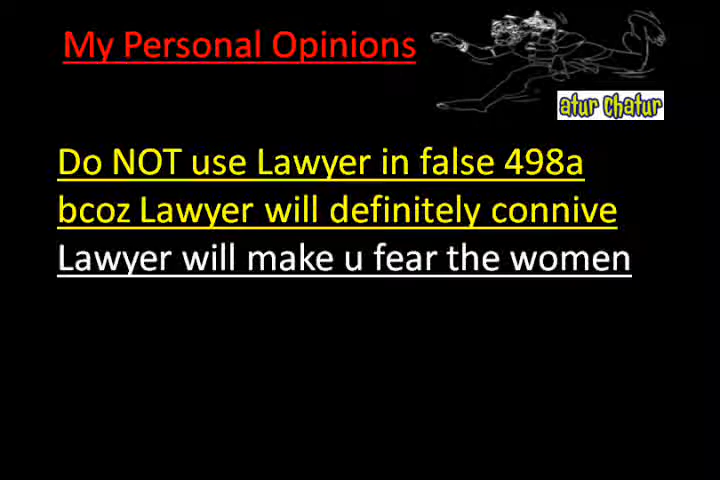 My Personal Opinions
atur chatur
Do NOT use Lawyer in false 498a
bcoz Lawyer will definitely connive
Lawyer will make u fear the women